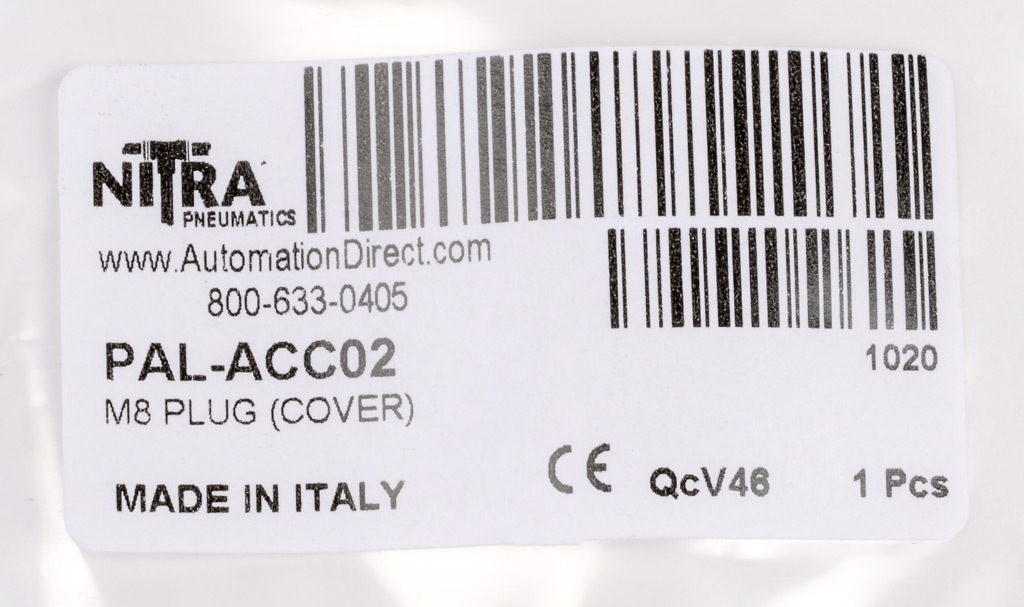 NITRA
PNEUMATICS
www.AutomationDirect.com
800-633-0405
PAL-ACC02
1020
M8 PLUG (COVER)
MADE IN ITALY CE QcV46 1 Pcs